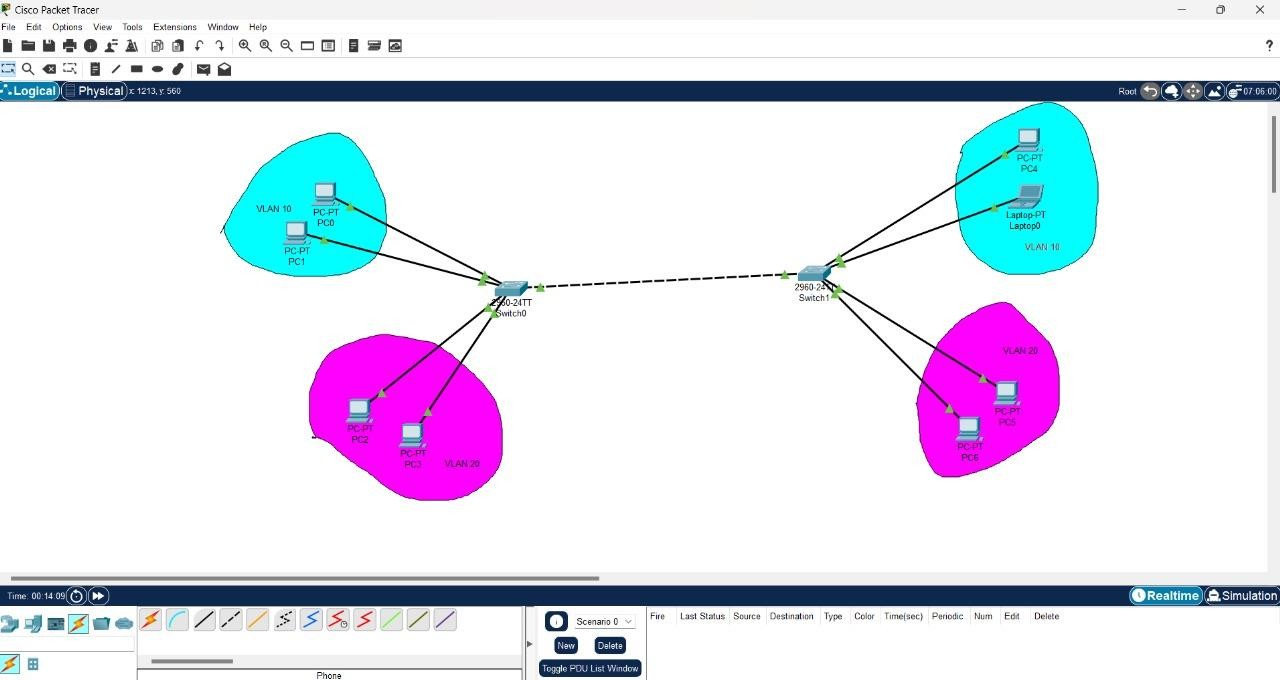 Cisco Packet Tracer
File Edit Options View Tools Extensions Window Help
?
Logical Physical x: 1213, y: 560 Root 07:06:00
PC-PT
PC4
VLAN 10
PC-PT
PC0
PC-PT
PC1
Laptop-PT
Laptop0
VLAN 10
2960-24TT
Switch0
2960-24TT
Switch1
VLAN 20
PC-PT
PC5
PC-PT
PC6
PC-PT
PC2
PC-PT
PC3
VLAN 20
Time: 00:14:09 Realtime Simulation
Scenario 0
New Delete
Toggle PDU List Window
Fire Last Status Source Destination Type Color Time(sec) Periodic Num Edit Delete
Phone